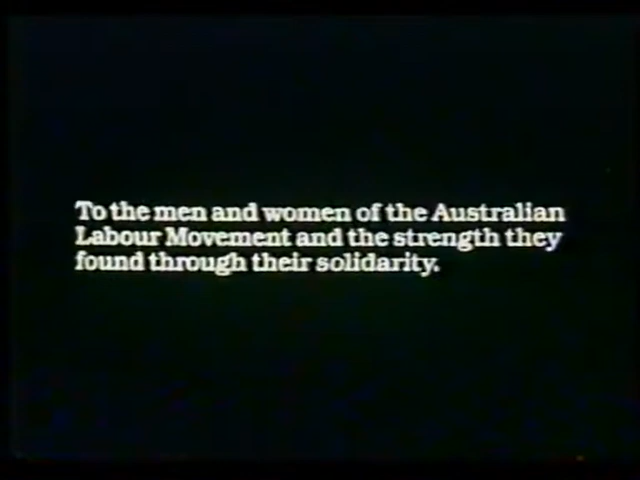 To the men and women of the Australian
Labour Movement and the strength they
found through their solidarity.